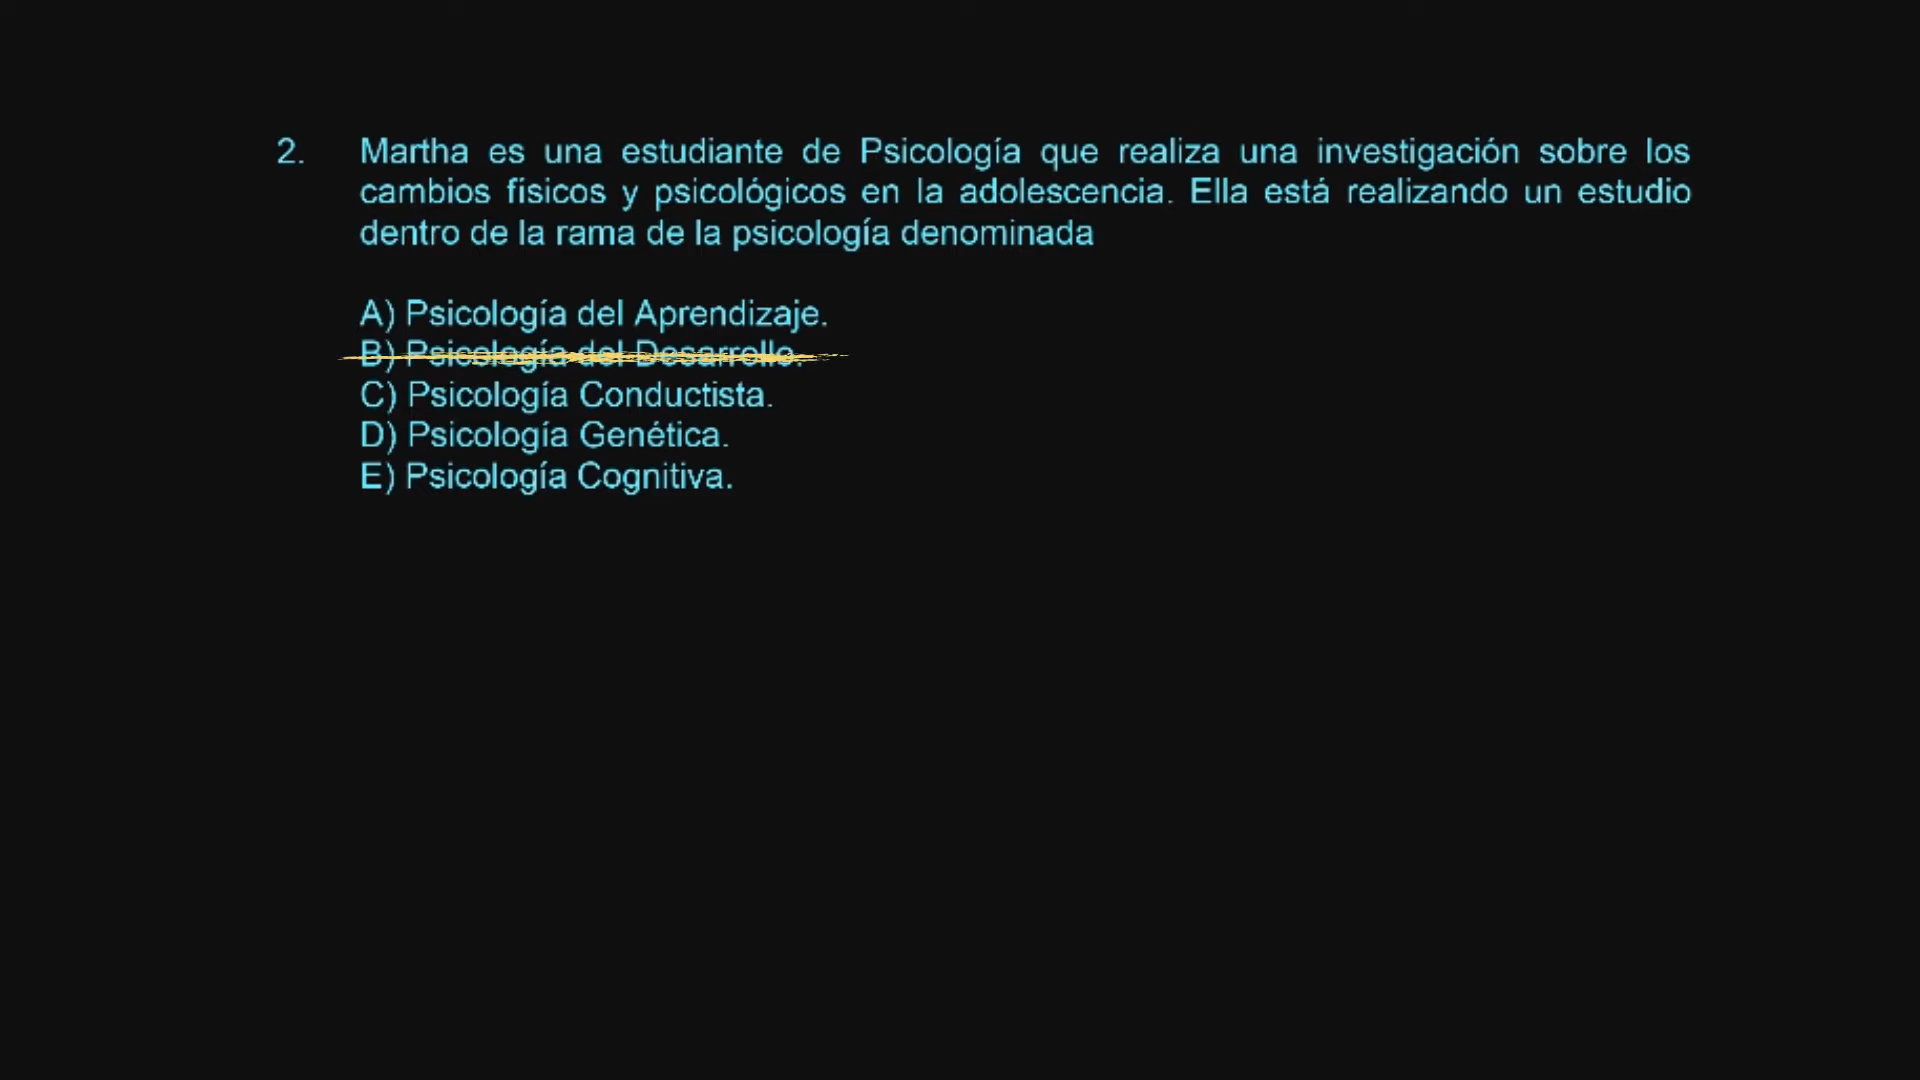 2. Martha es una estudiante de Psicología que realiza una investigación sobre los
cambios físicos y psicológicos en la adolescencia. Ella está realizando un estudio
dentro de la rama de la psicología denominada
A) Psicología del Aprendizaje.
B) Psicología del Desarrollo.
C) Psicología Conductista.
D) Psicología Genética.
E) Psicología Cognitiva.